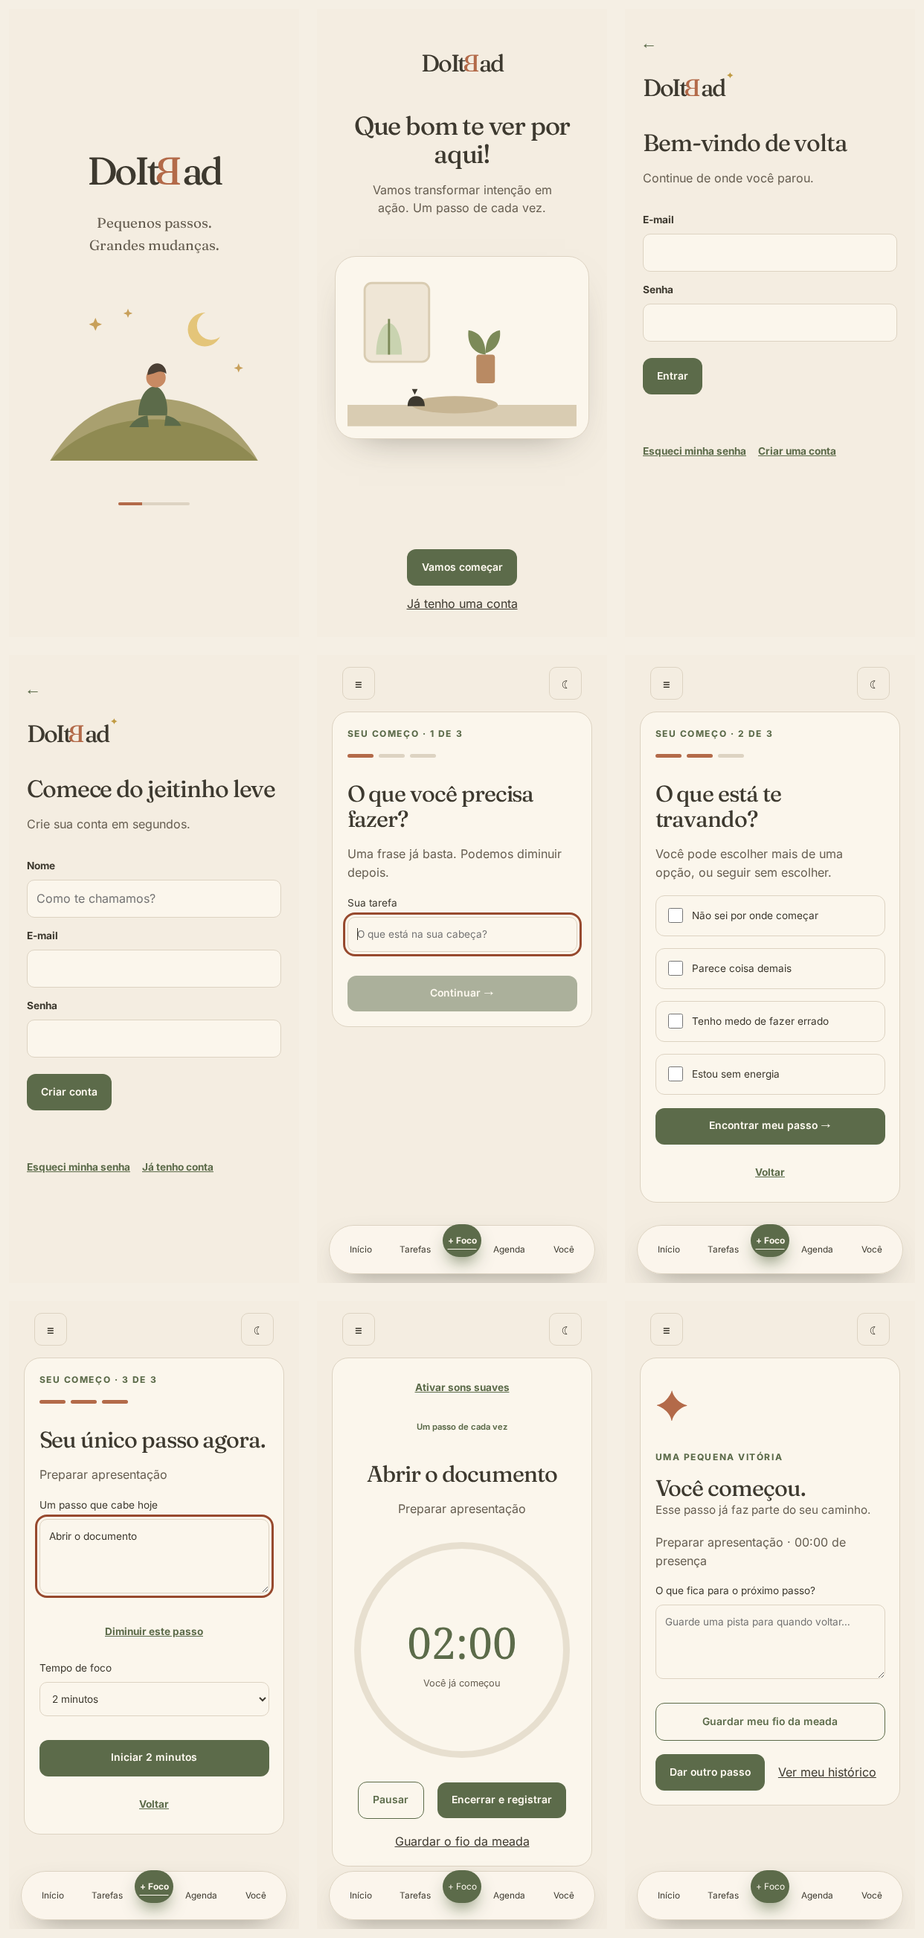 DoItBad
Pequenos passos.
Grandes mudanças.
DoItBad
Que bom te ver por
aqui!
Vamos transformar intenção em
ação. Um passo de cada vez.
Vamos começar
Já tenho uma conta
←
DoItBad
Bem-vindo de volta
Continue de onde você parou.
E-mail
Senha
Entrar
Esqueci minha senha Criar uma conta
←
DoItBad
Comece do jeitinho leve
Crie sua conta em segundos.
Nome
Como te chamamos?
E-mail
Senha
Criar conta
Esqueci minha senha Já tenho conta
SEU COMEÇO · 1 DE 3
O que você precisa
fazer?
Uma frase já basta. Podemos diminuir
depois.
Sua tarefa
O que está na sua cabeça?
Continuar →
Início Tarefas + Foco Agenda Você
SEU COMEÇO · 2 DE 3
O que está te
travando?
Você pode escolher mais de uma
opção, ou seguir sem escolher.
Não sei por onde começar
Parece coisa demais
Tenho medo de fazer errado
Estou sem energia
Encontrar meu passo →
Voltar
Início Tarefas + Foco Agenda Você
SEU COMEÇO · 3 DE 3
Seu único passo agora.
Preparar apresentação
Um passo que cabe hoje
Abrir o documento
Diminuir este passo
Tempo de foco
2 minutos
Iniciar 2 minutos
Voltar
Início Tarefas + Foco Agenda Você
Ativar sons suaves
Um passo de cada vez
Abrir o documento
Preparar apresentação
02:00
Você já começou
Pausar Encerrar e registrar
Guardar o fio da meada
Início Tarefas + Foco Agenda Você
UMA PEQUENA VITÓRIA
Você começou.
Esse passo já faz parte do seu caminho.
Preparar apresentação · 00:00 de
presença
O que fica para o próximo passo?
Guarde uma pista para quando voltar...
Guardar meu fio da meada
Dar outro passo Ver meu histórico
Início Tarefas + Foco Agenda Você